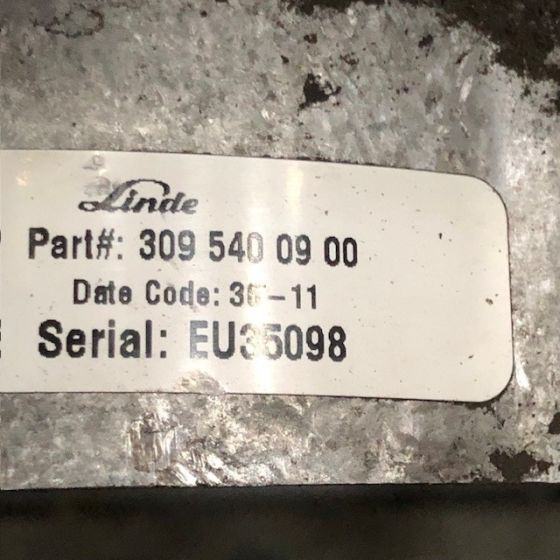 Linde
Part#: 309 540 09 00
Date Code: 36-11
Serial: EU35098